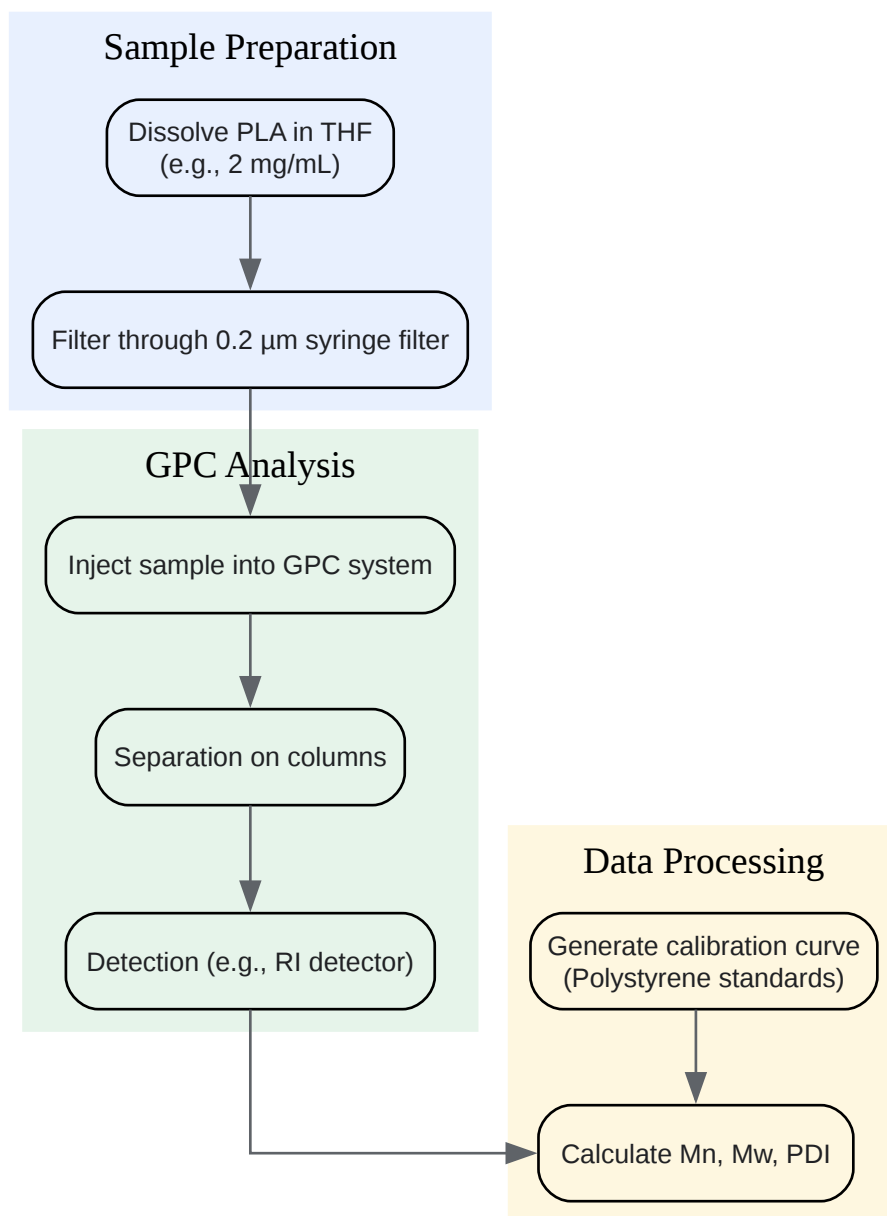 Sample Preparation
Dissolve PLA in THF
(e.g., 2 mg/mL)
Filter through 0.2 µm syringe filter
GPC Analysis
Inject sample into GPC system
Separation on columns
Detection (e.g., RI detector)
Data Processing
Generate calibration curve
(Polystyrene standards)
Calculate Mn, Mw, PDI